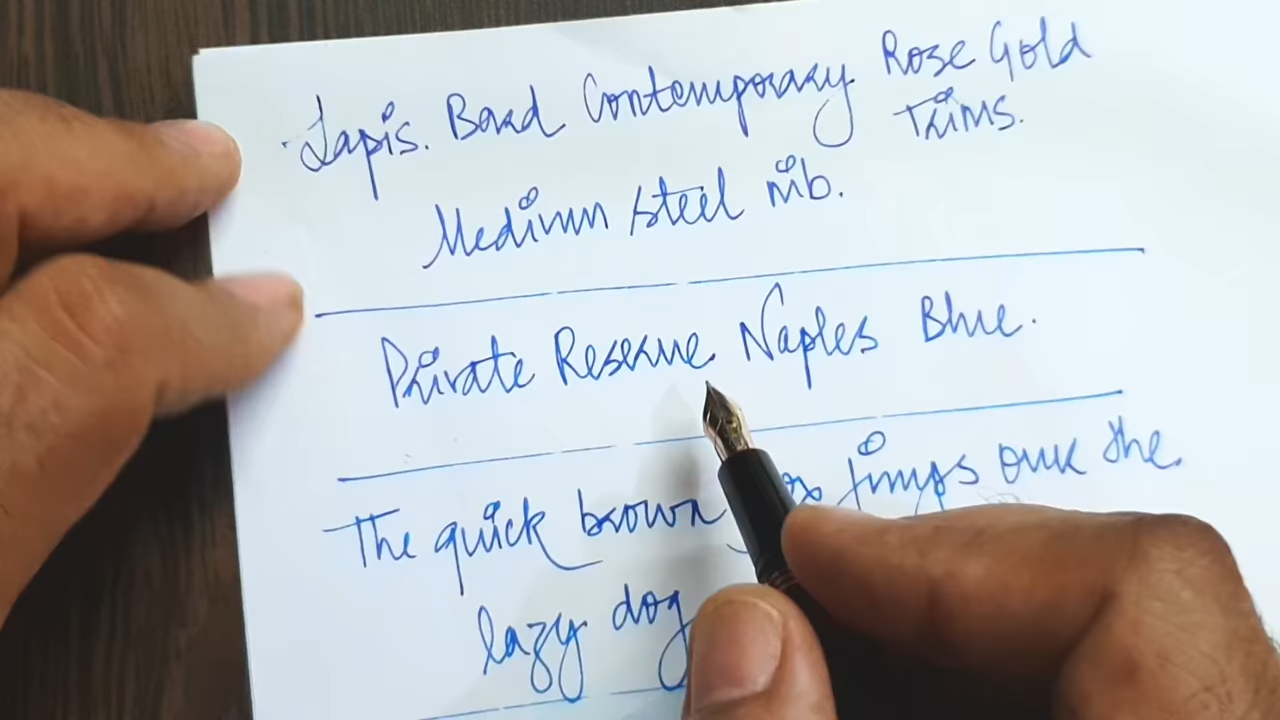 Lapis. Bard Contemporary Rose Gold
Trims.
Medium steel nib.
Private Reserve Naples Blue.
The quick brown fox jumps over the
lazy dog